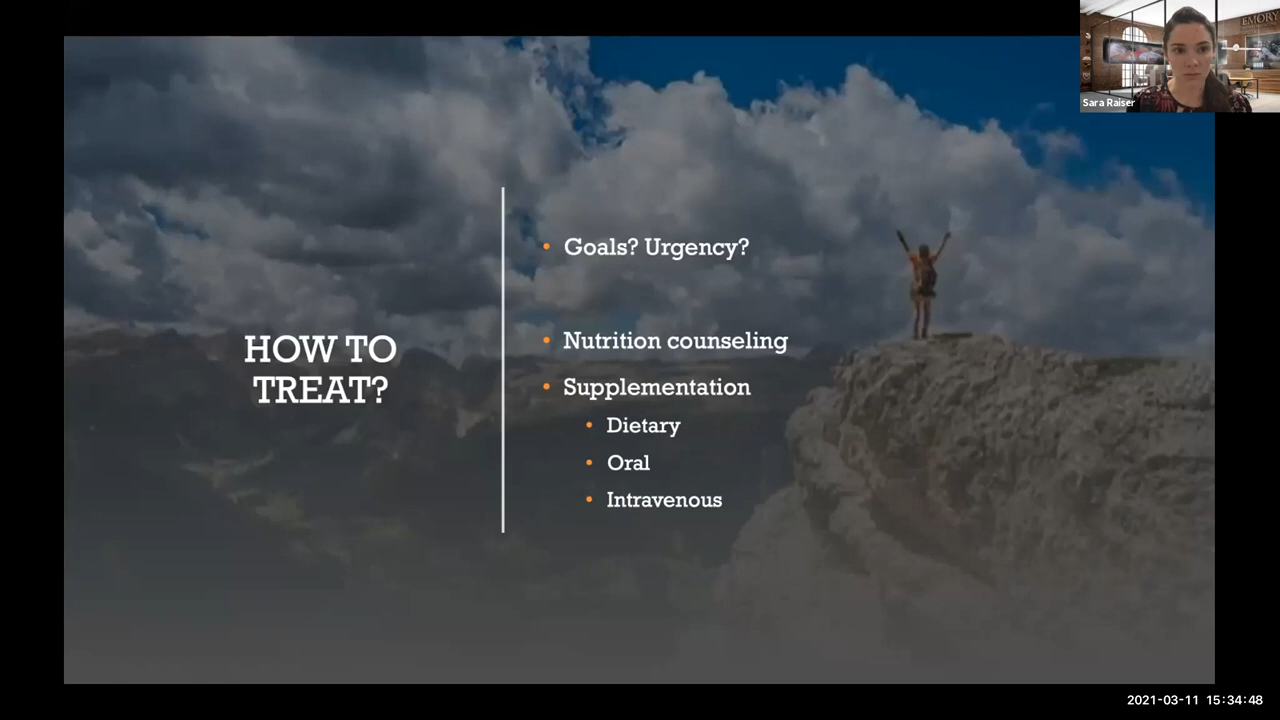 EMORY
Sara Raiser
HOW TO
TREAT?
• Goals? Urgency?
• Nutrition counseling
• Supplementation
• Dietary
• Oral
• Intravenous
2021-03-11 15:34:48